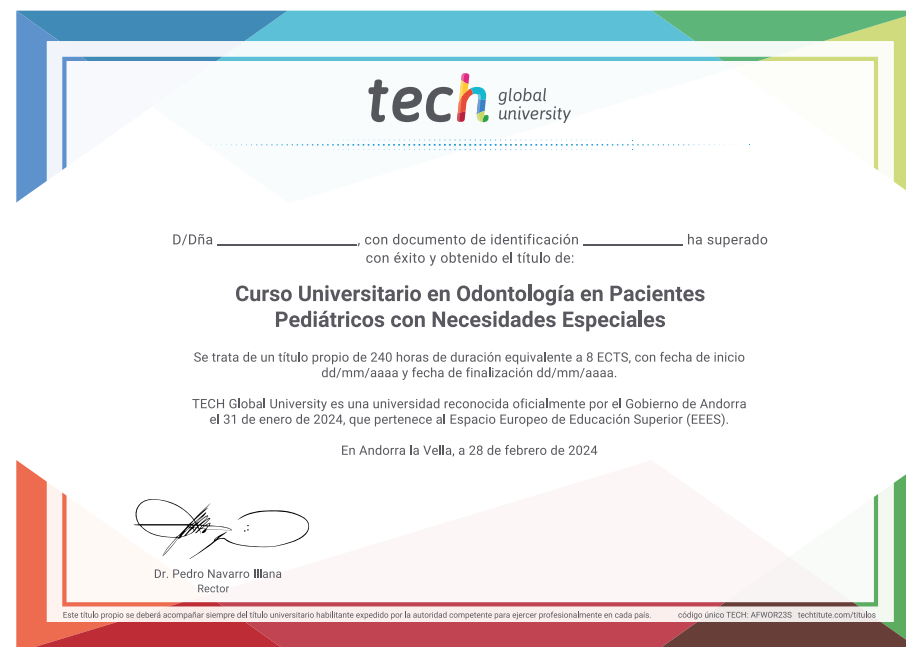 tech global university
D/Dña ____________, con documento de identificación ____________ ha superado
con éxito y obtenido el título de:
Curso Universitario en Odontología en Pacientes
Pediátricos con Necesidades Especiales
Se trata de un título propio de 240 horas de duración equivalente a 8 ECTS, con fecha de inicio
dd/mm/aaaa y fecha de finalización dd/mm/aaaa.
TECH Global University es una universidad reconocida oficialmente por el Gobierno de Andorra
el 31 de enero de 2024, que pertenece al Espacio Europeo de Educación Superior (EEES).
En Andorra la Vella, a 28 de febrero de 2024
Dr. Pedro Navarro Illana
Rector
Este título propio se deberá acompañar siempre del título universitario habilitante expedido por la autoridad competente para ejercer profesionalmente en cada país. código único TECH: AFWOR23S techtitute.com/titulos